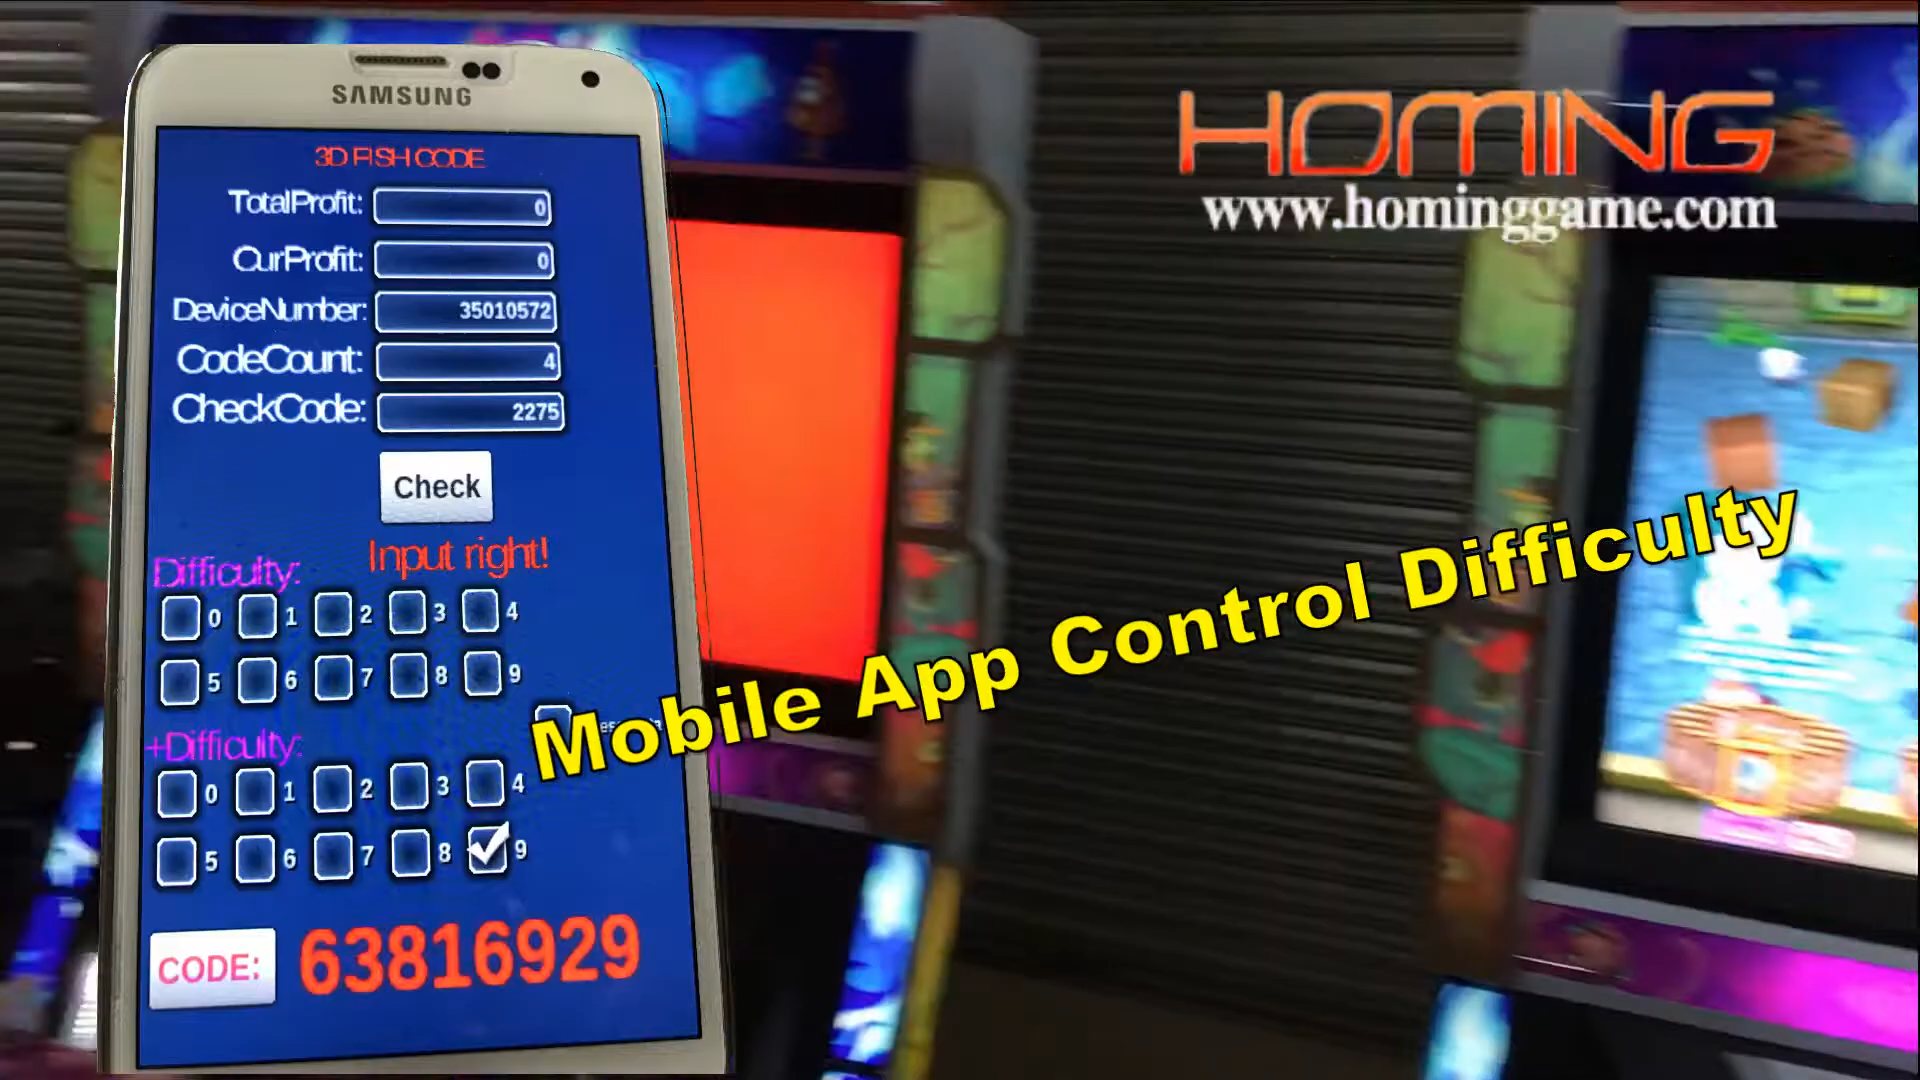 SAMSUNG
3D FISH CODE
TotalProfit: 0
CurProfit: 0
DeviceNumber: 35010572
CodeCount: 4
CheckCode: 2275
Check
Input right!
Difficulty:
0 1 2 3 4
5 6 7 8 9
+Difficulty:
0 1 2 3 4
5 6 7 8 9
CODE: 63816929
HOMING
www.hominggame.com
Mobile App Control Difficulty